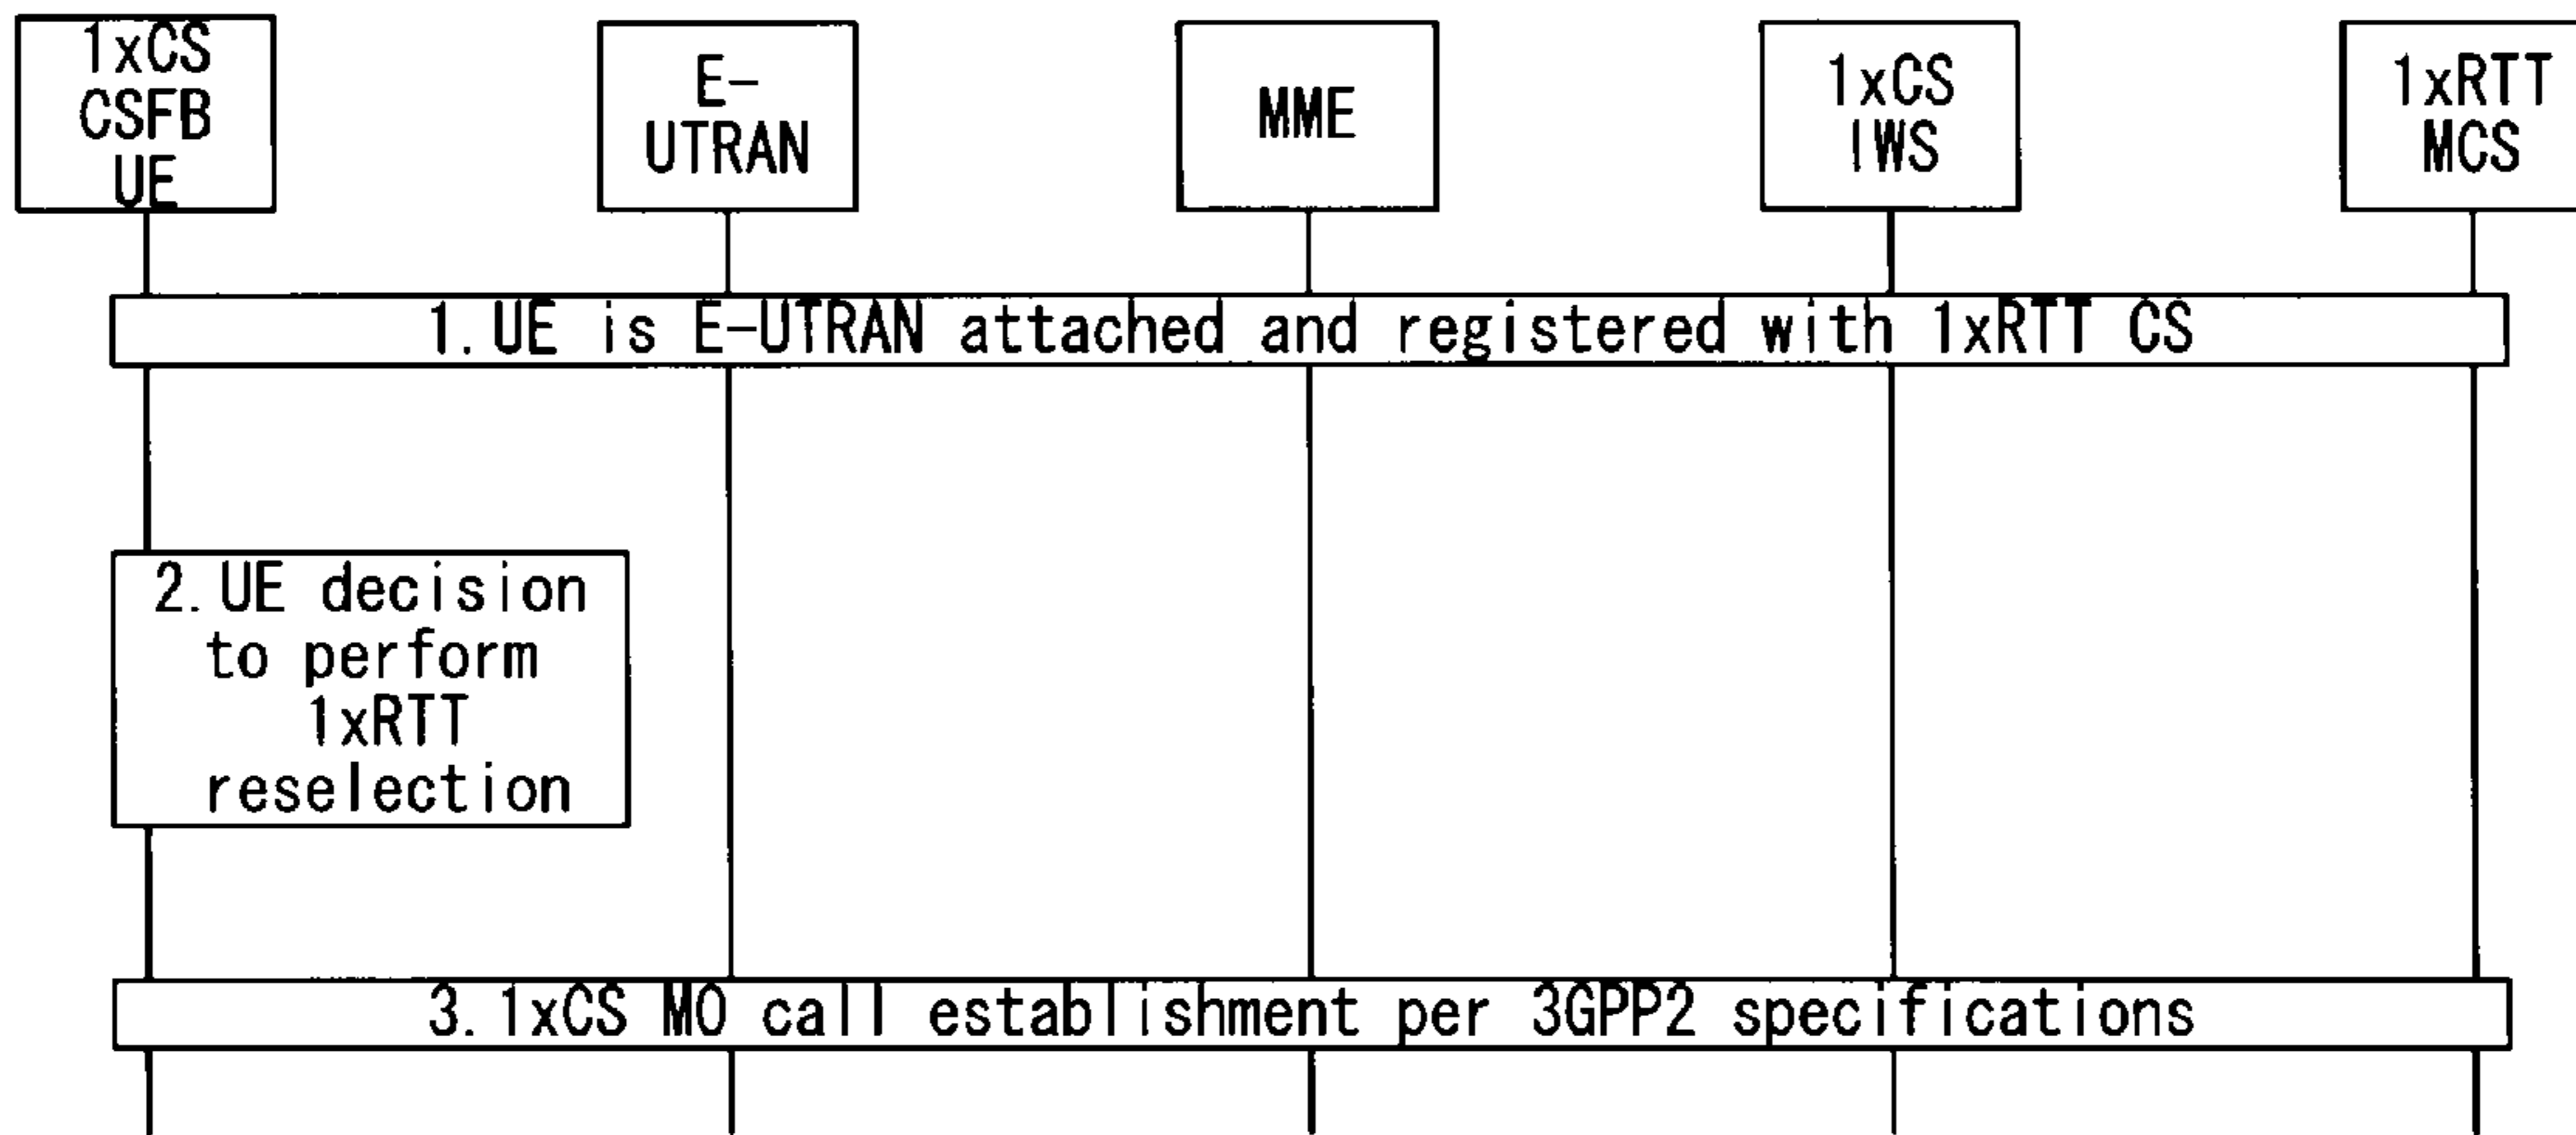 1xCS
CSFB
UE
E-
UTRAN
MME
1xCS
IWS
1xRTT
MCS
1.UE is E-UTRAN attached and registered with 1xRTT CS
2.UE decision
to perform
1xRTT
reselection
3.1xCS MO call establishment per 3GPP2 specifications